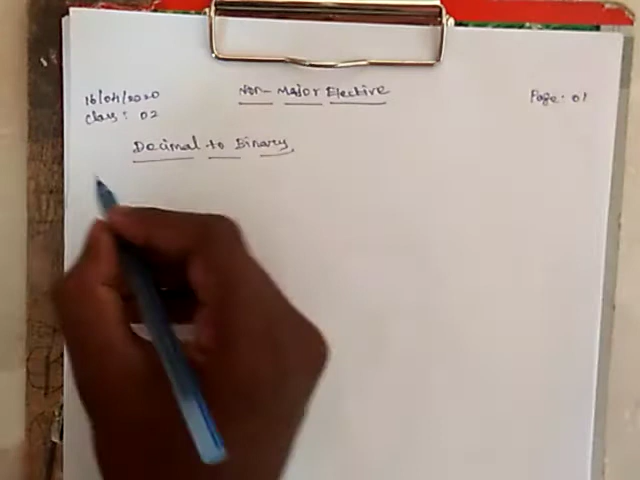 Non-Major Elective
16/04/2020
Page: 01
Class: 02
Decimal to Binary